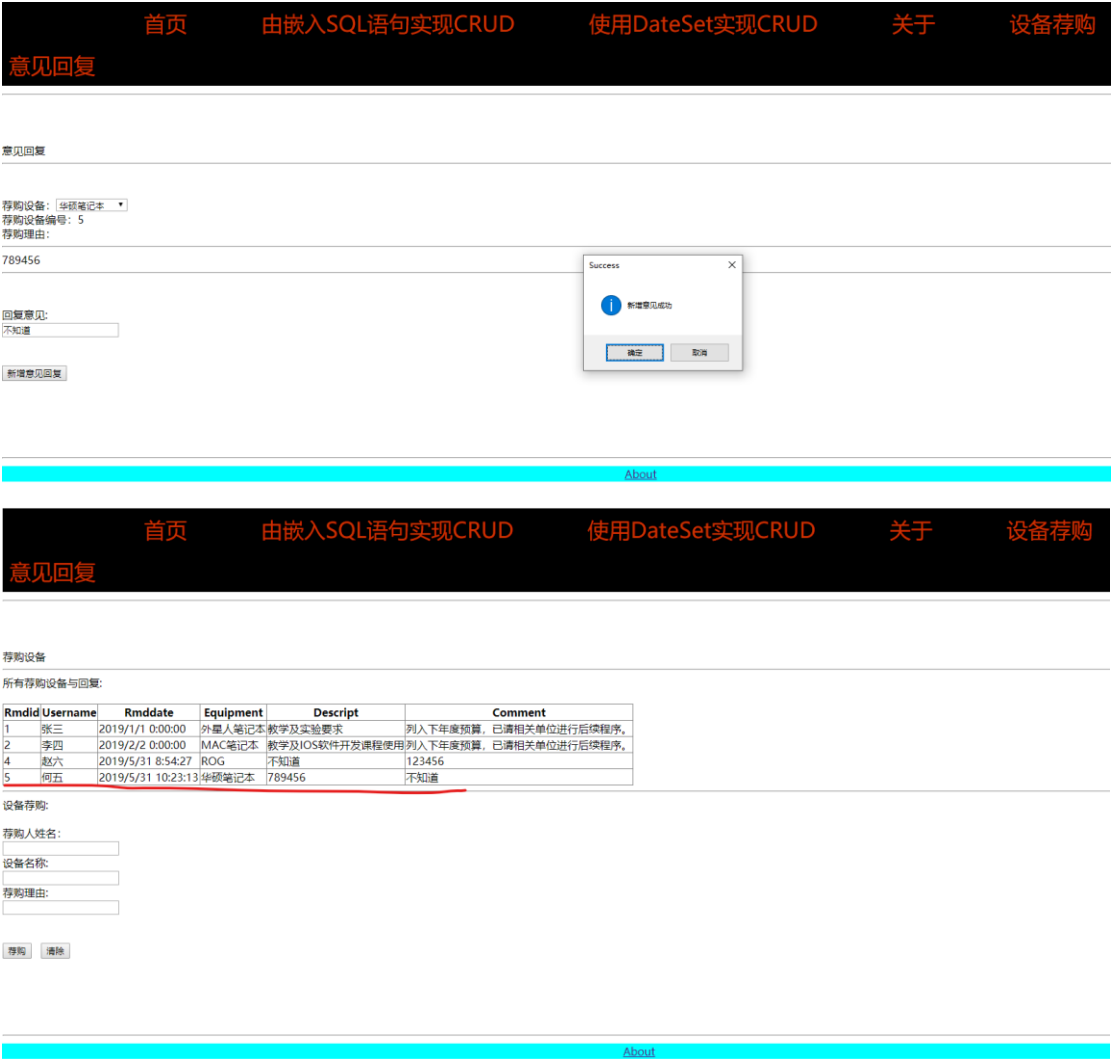 首页 由嵌入SQL语句实现CRUD 使用DateSet实现CRUD 关于 设备荐购
意见回复
意见回复
荐购设备: 华硕笔记本
荐购设备编号: 5
荐购理由:
789456
Success
新增意见成功
确定 取消
回复意见:
不知道
新增意见回复
About
首页 由嵌入SQL语句实现CRUD 使用DateSet实现CRUD 关于 设备荐购
意见回复
荐购设备
所有荐购设备与回复:
Rmdid Username Rmddate Equipment Descript Comment
1 张三 2019/1/1 0:00:00 外星人笔记本 教学及实验要求 列入下年度预算，已请相关单位进行后续程序。
2 李四 2019/2/2 0:00:00 MAC笔记本 教学及IOS软件开发课程使用 列入下年度预算，已请相关单位进行后续程序。
4 赵六 2019/5/31 8:54:27 ROG 不知道 123456
5 何五 2019/5/31 10:23:13 华硕笔记本 789456 不知道
设备荐购:
荐购人姓名:
设备名称:
荐购理由:
荐购 清除
About